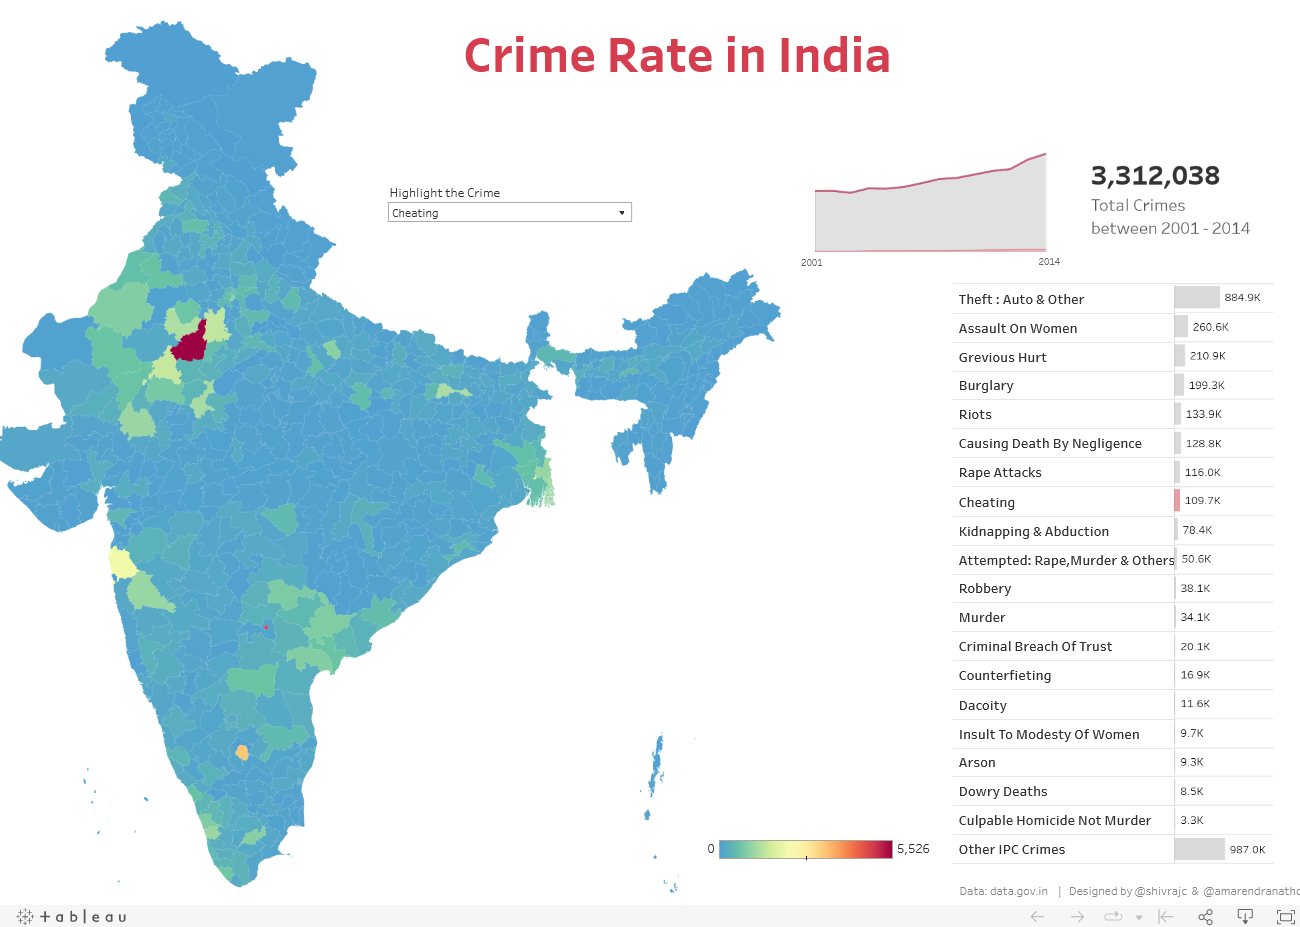 Crime Rate in India
Highlight the Crime
Cheating
3,312,038
Total Crimes
between 2001 - 2014
2001
2014
Theft : Auto & Other 884.9K
Assault On Women 260.6K
Grevious Hurt 210.9K
Burglary 199.3K
Riots 133.9K
Causing Death By Negligence 128.8K
Rape Attacks 116.0K
Cheating 109.7K
Kidnapping & Abduction 78.4K
Attempted: Rape,Murder & Others 50.6K
Robbery 38.1K
Murder 34.1K
Criminal Breach Of Trust 20.1K
Counterfieting 16.9K
Dacoity 11.6K
Insult To Modesty Of Women 9.7K
Arson 9.3K
Dowry Deaths 8.5K
Culpable Homicide Not Murder 3.3K
Other IPC Crimes 987.0K
0 5,526
Data: data.gov.in | Designed by @shivrajc & @amarendranatho
+ableau